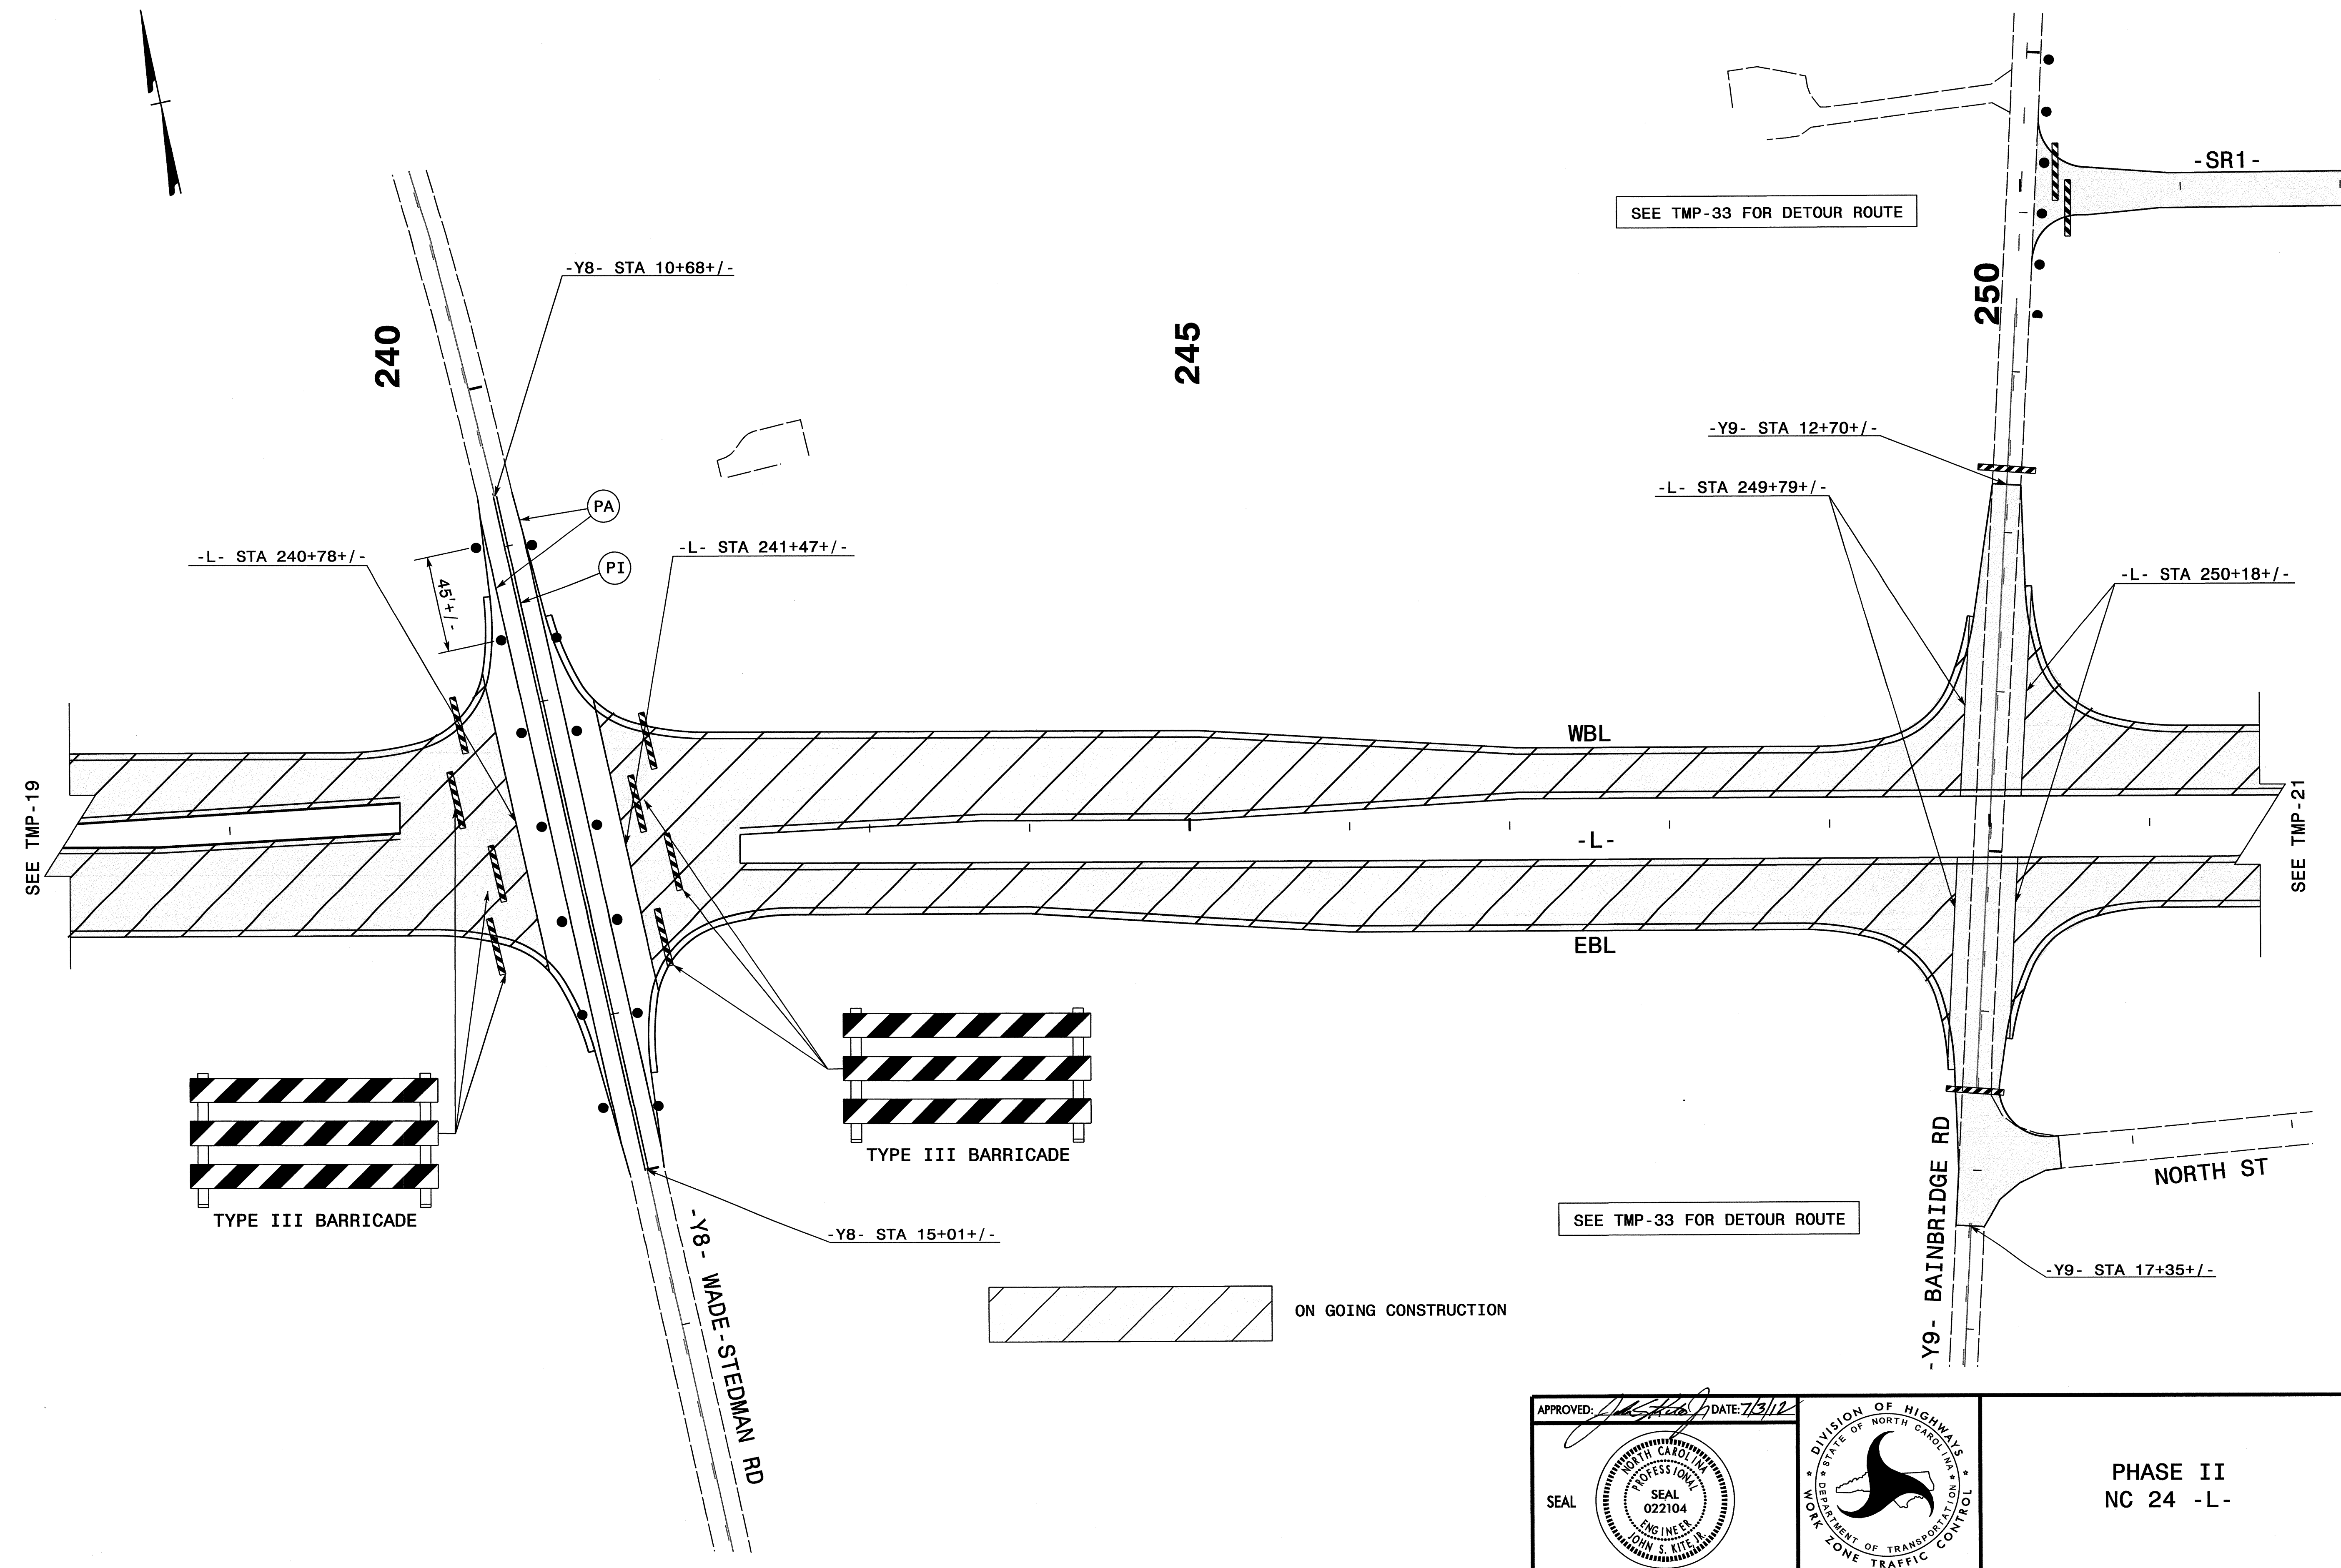 -SR1-
SEE TMP-33 FOR DETOUR ROUTE
-Y8- STA 10+68+/-
250
240
245
-Y9- STA 12+70+/-
-L- STA 249+79+/-
PA
-L- STA 240+78+/-
-L- STA 241+47+/-
PI
-L- STA 250+18+/-
45'+/-
WBL
SEE TMP-19
-L-
SEE TMP-21
EBL
TYPE III BARRICADE
TYPE III BARRICADE
NORTH ST
-Y9- BAINBRIDGE RD
SEE TMP-33 FOR DETOUR ROUTE
-Y8- STA 15+01+/-
-Y8- WADE-STEDMAN RD
-Y9- STA 17+35+/-
ON GOING CONSTRUCTION
APPROVED: DATE: 7/3/12
SEAL
NORTH CAROLINA
PROFESSIONAL
SEAL
022104
ENGINEER
JOHN S. KITE, JR.
DIVISION OF HIGHWAYS
STATE OF NORTH CAROLINA
DEPARTMENT OF TRANSPORTATION
WORK ZONE TRAFFIC CONTROL
PHASE II
NC 24 -L-